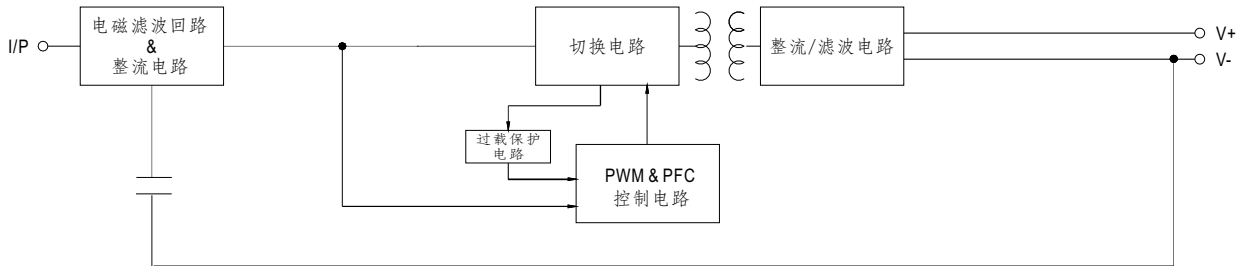 I/P
电磁滤波回路
&
整流电路
切换电路
整流/滤波电路
V+
V-
过载保护
电路
PWM & PFC
控制电路